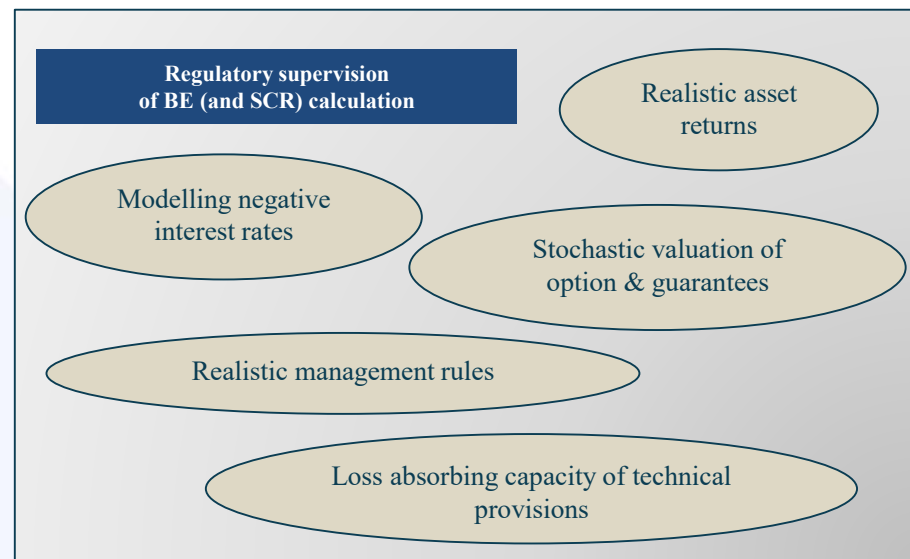 Regulatory supervision
of BE (and SCR) calculation
Realistic asset
returns
Modelling negative
interest rates
Stochastic valuation of
option & guarantees
Realistic management rules
Loss absorbing capacity of technical
provisions